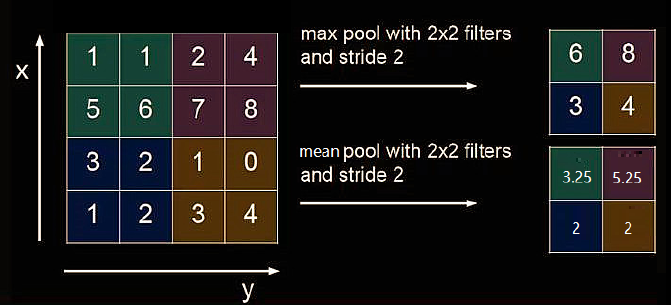 x
1 1 2 4
5 6 7 8
3 2 1 0
1 2 3 4
y
max pool with 2x2 filters
and stride 2
6 8
3 4
mean pool with 2x2 filters
and stride 2
3.25 5.25
2 2